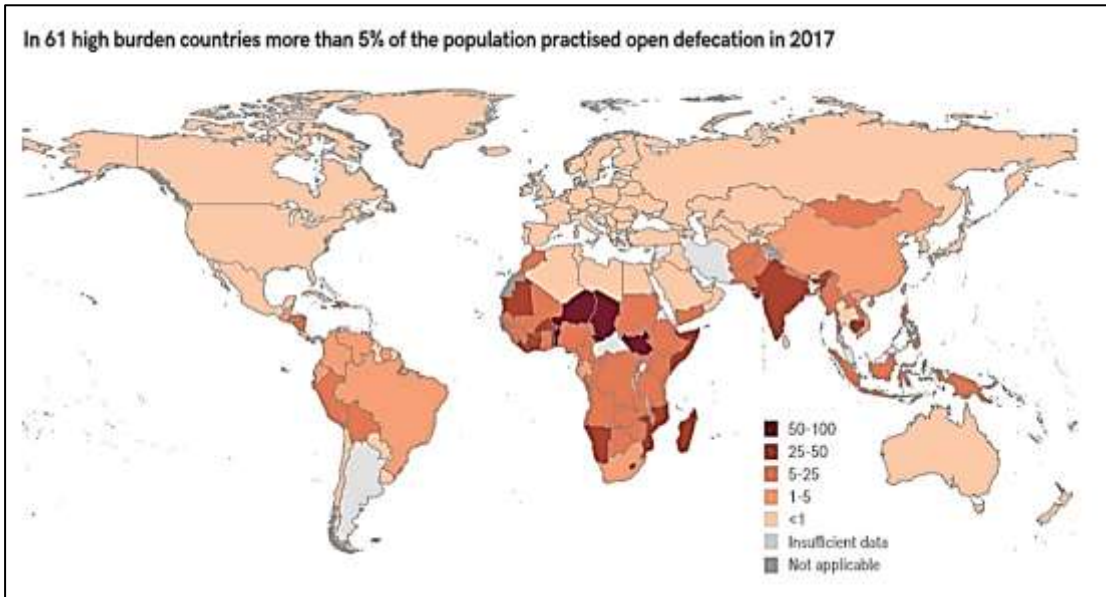 In 61 high burden countries more than 5% of the population practised open defecation in 2017
50-100
25-50
5-25
1-5
<1
Insufficient data
Not applicable